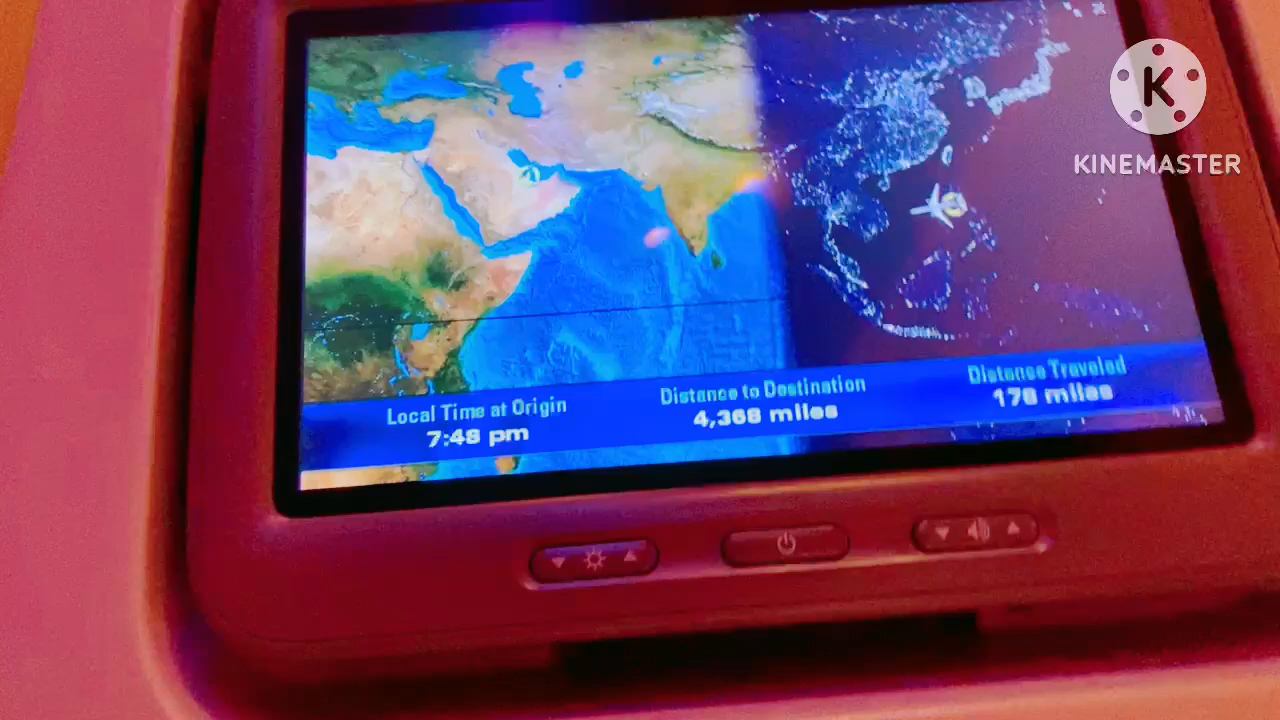 K
KINEMASTER
Local Time at Origin
7:48 pm
Distance to Destination
4,368 miles
Distance Traveled
178 miles